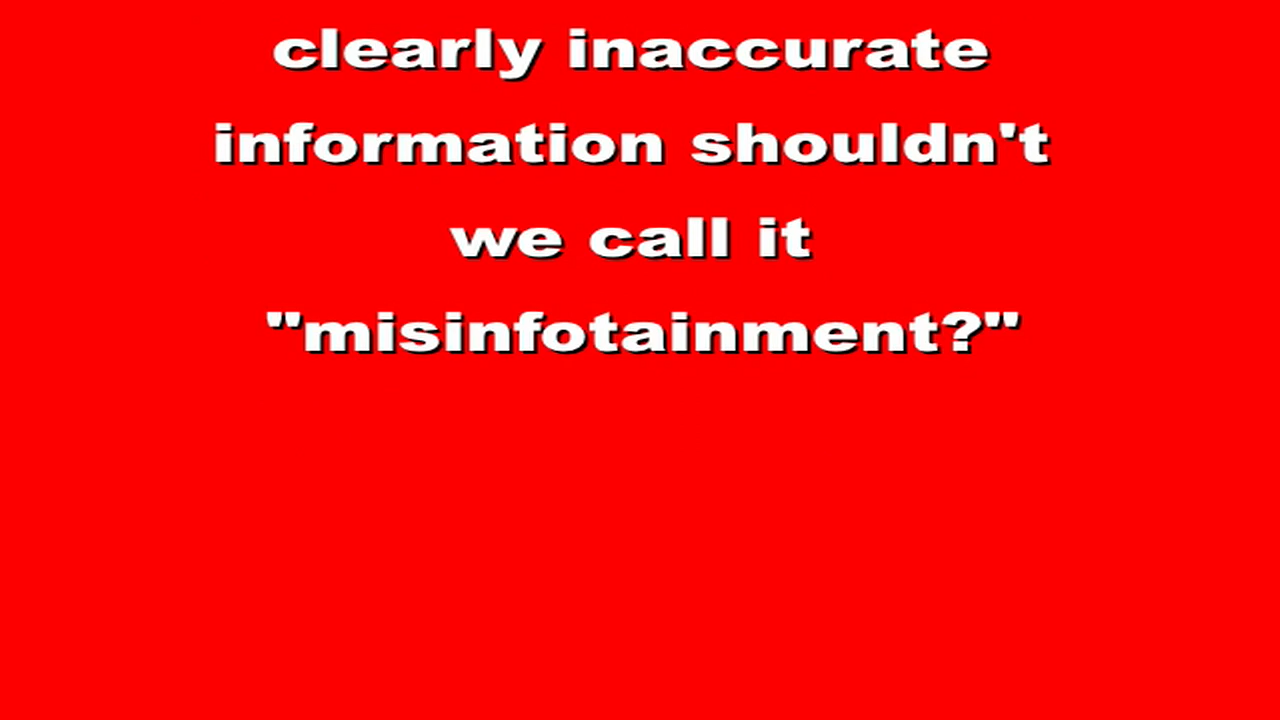 clearly inaccurate
information shouldn't
we call it
"misinfotainment?"